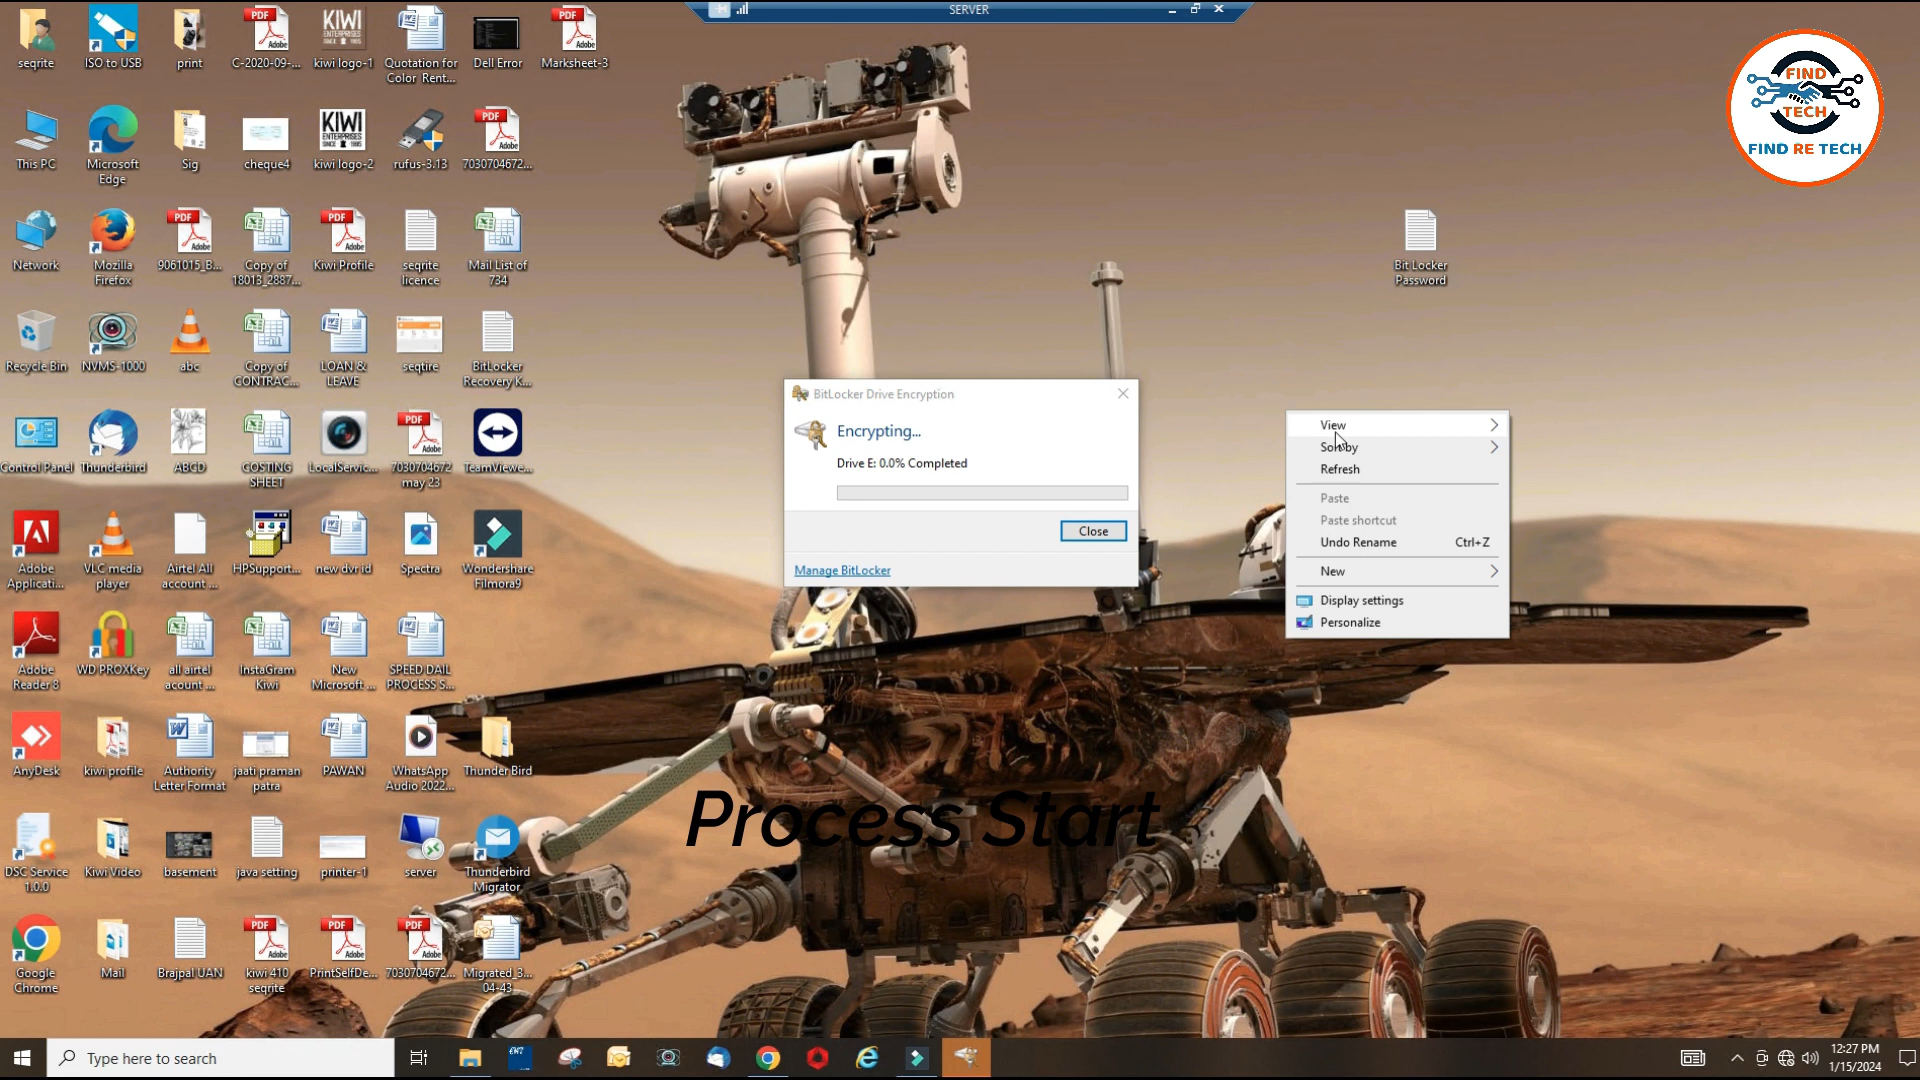 SERVER
seqrite
ISO to USB
print
C-2020-09-...
kiwi logo-1
Quotation for
Color Rent...
Dell Error
Marksheet-3
This PC
Microsoft
Edge
Sig
cheque4
kiwi logo-2
rufus-3.13
7030704672...
Network
Mozilla
Firefox
9061015_B...
Copy of
18013_2887...
Kiwi Profile
seqrite
licence
Mail List of
734
Recycle Bin
NVMS-1000
abc
Copy of
CONTRAC...
LOAN &
LEAVE
seqtire
BitLocker
Recovery K...
Control Panel
Thunderbird
ABCD
COSTING
SHEET
LocalServic...
7030704672
may 23
TeamViewe...
Adobe
Applicati...
VLC media
player
Airtel All
account ...
HPSupport...
new dvr id
Spectra
Wondershare
Filmora9
Adobe
Reader 8
WD PROXKey
all airtel
acount ...
InstaGram
Kiwi
New
Microsoft ...
SPEED DAIL
PROCESS S...
AnyDesk
kiwi profile
Authority
Letter Format
jaati praman
patra
PAWAN
WhatsApp
Audio 2022...
Thunder Bird
DSC Service
1.0.0
Kiwi Video
basement
java setting
printer-1
server
Thunderbird
Migrator
Google
Chrome
Mail
Brajpal UAN
kiwi 410
seqrite
PrintSelfDe...
7030704672...
Migrated_3...
04-43
FIND
TECH
FIND RE TECH
Bit Locker
Password
BitLocker Drive Encryption
Encrypting...
Drive E: 0.0% Completed
Close
Manage BitLocker
View
Sort by
Refresh
Paste
Paste shortcut
Undo Rename Ctrl+Z
New
Display settings
Personalize
Process Start
Type here to search
12:27 PM
1/15/2024